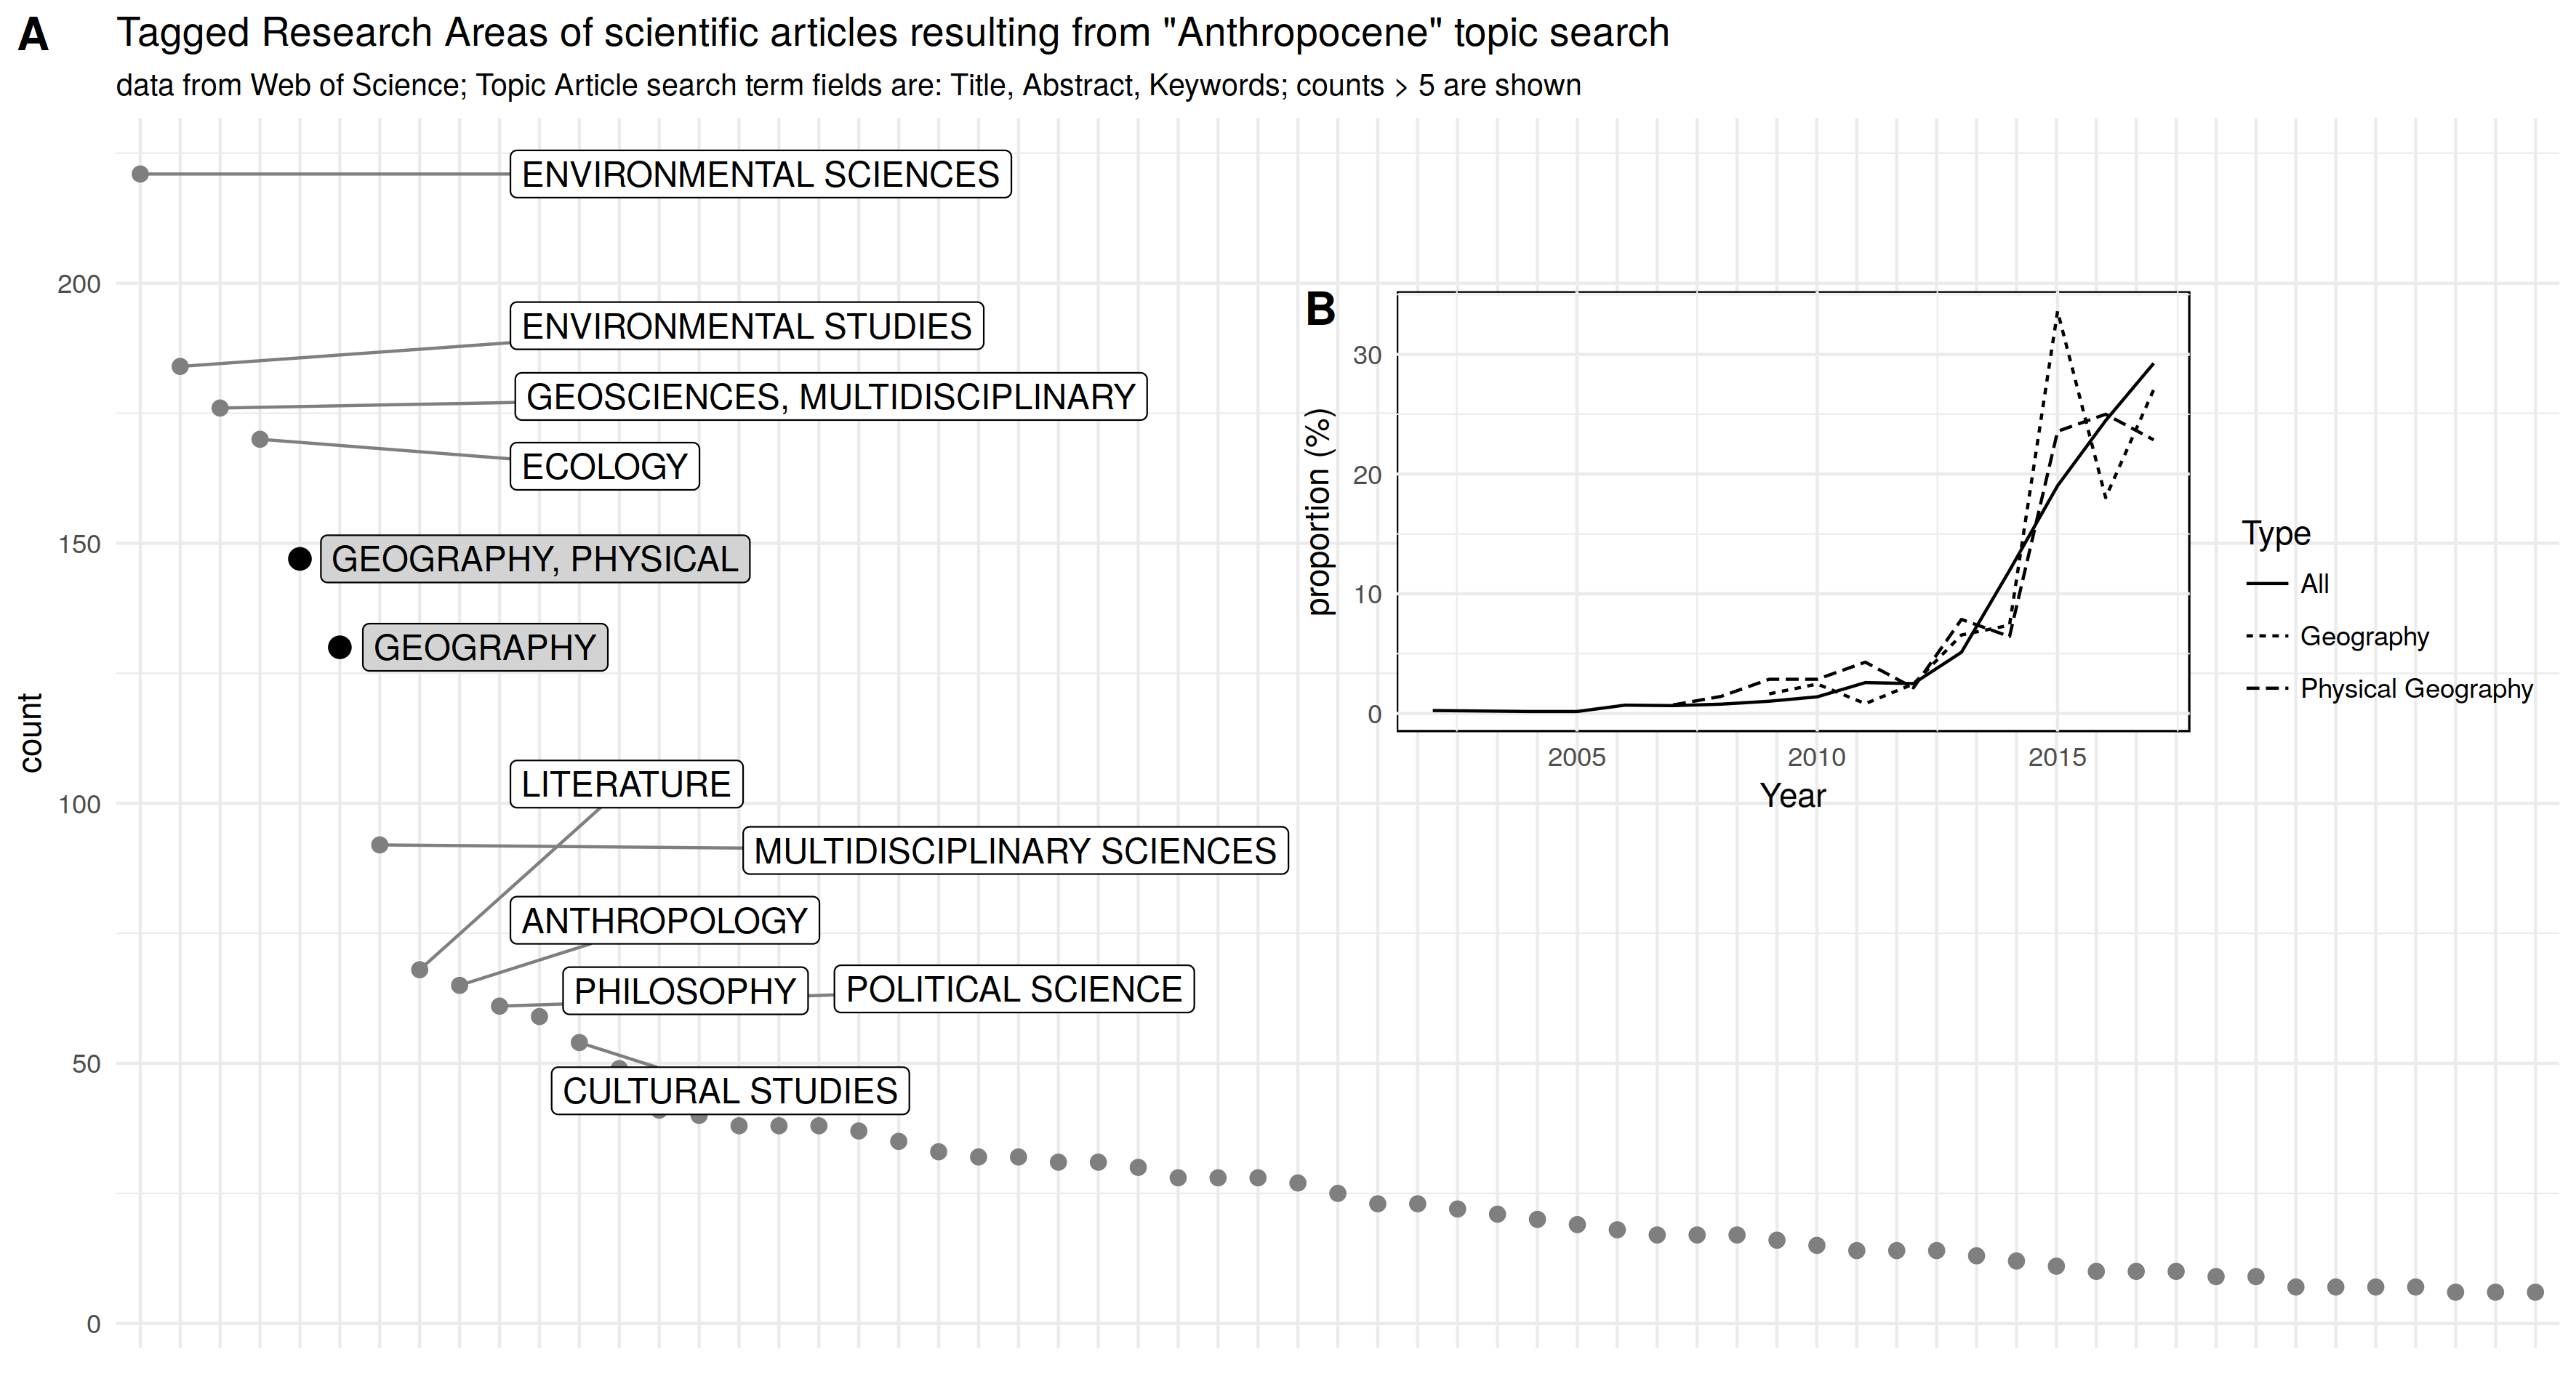 A
Tagged Research Areas of scientific articles resulting from "Anthropocene" topic search
data from Web of Science; Topic Article search term fields are: Title, Abstract, Keywords; counts > 5 are shown
count
200
150
100
50
0
ENVIRONMENTAL SCIENCES
ENVIRONMENTAL STUDIES
GEOSCIENCES, MULTIDISCIPLINARY
ECOLOGY
GEOGRAPHY, PHYSICAL
GEOGRAPHY
LITERATURE
MULTIDISCIPLINARY SCIENCES
ANTHROPOLOGY
PHILOSOPHY
POLITICAL SCIENCE
CULTURAL STUDIES
B
proportion (%)
30
20
10
0
2005
2010
2015
Year
Type
All
Geography
Physical Geography